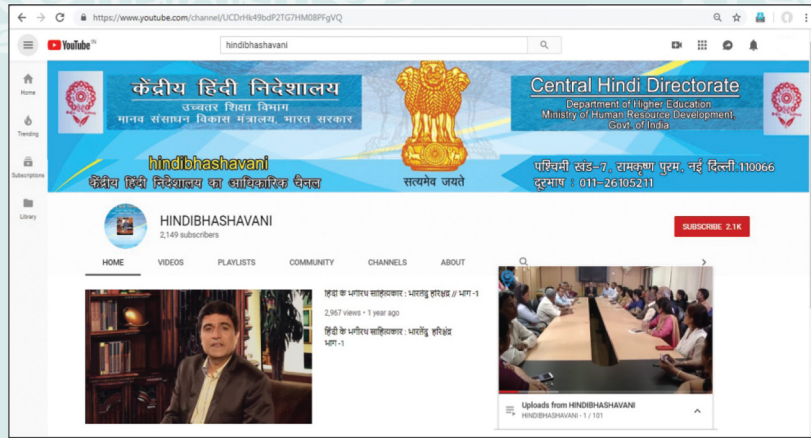 https://www.youtube.com/channel/UCDrHk49bdP2TG7HM08PFgVQ
YouTube IN
hindibhashavani
Home
Trending
Subscriptions
Library
केंद्रीय हिंदी निदेशालय
उच्चतर शिक्षा विभाग
मानव संसाधन विकास मंत्रालय, भारत सरकार
hindibhashavani
केंद्रीय हिंदी निदेशालय का आधिकारिक चैनल
सत्यमेव जयते
Central Hindi Directorate
Department of Higher Education
Ministry of Human Resource Development,
Govt. of India
पश्चिमी खंड-7, रामकृष्ण पुरम, नई दिल्ली 110066
दूरभाष : 011-26105211
HINDIBHASHAVANI
2,149 subscribers
SUBSCRIBE 2.1K
HOME VIDEOS PLAYLISTS COMMUNITY CHANNELS ABOUT
हिंदी के भगीरथ साहित्यकार : भारतेंदु हरिश्चंद्र // भाग -1
2,967 views • 1 year ago
हिंदी के भगीरथ साहित्यकार : भारतेंदु हरिश्चंद्र
भाग -1
Uploads from HINDIBHASHAVANI
HINDIBHASHAVANI - 1 / 101